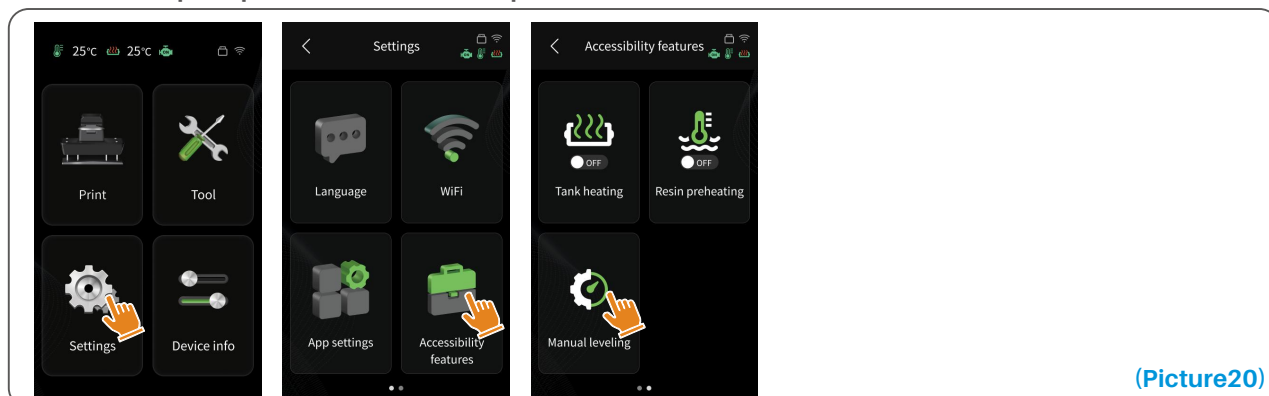 25°C 25°C
Print
Tool
Settings
Device info
Settings
Language
WiFi
App settings
Accessibility
features
Accessibility features
OFF
OFF
Tank heating
Resin preheating
Manual leveling
(Picture20)